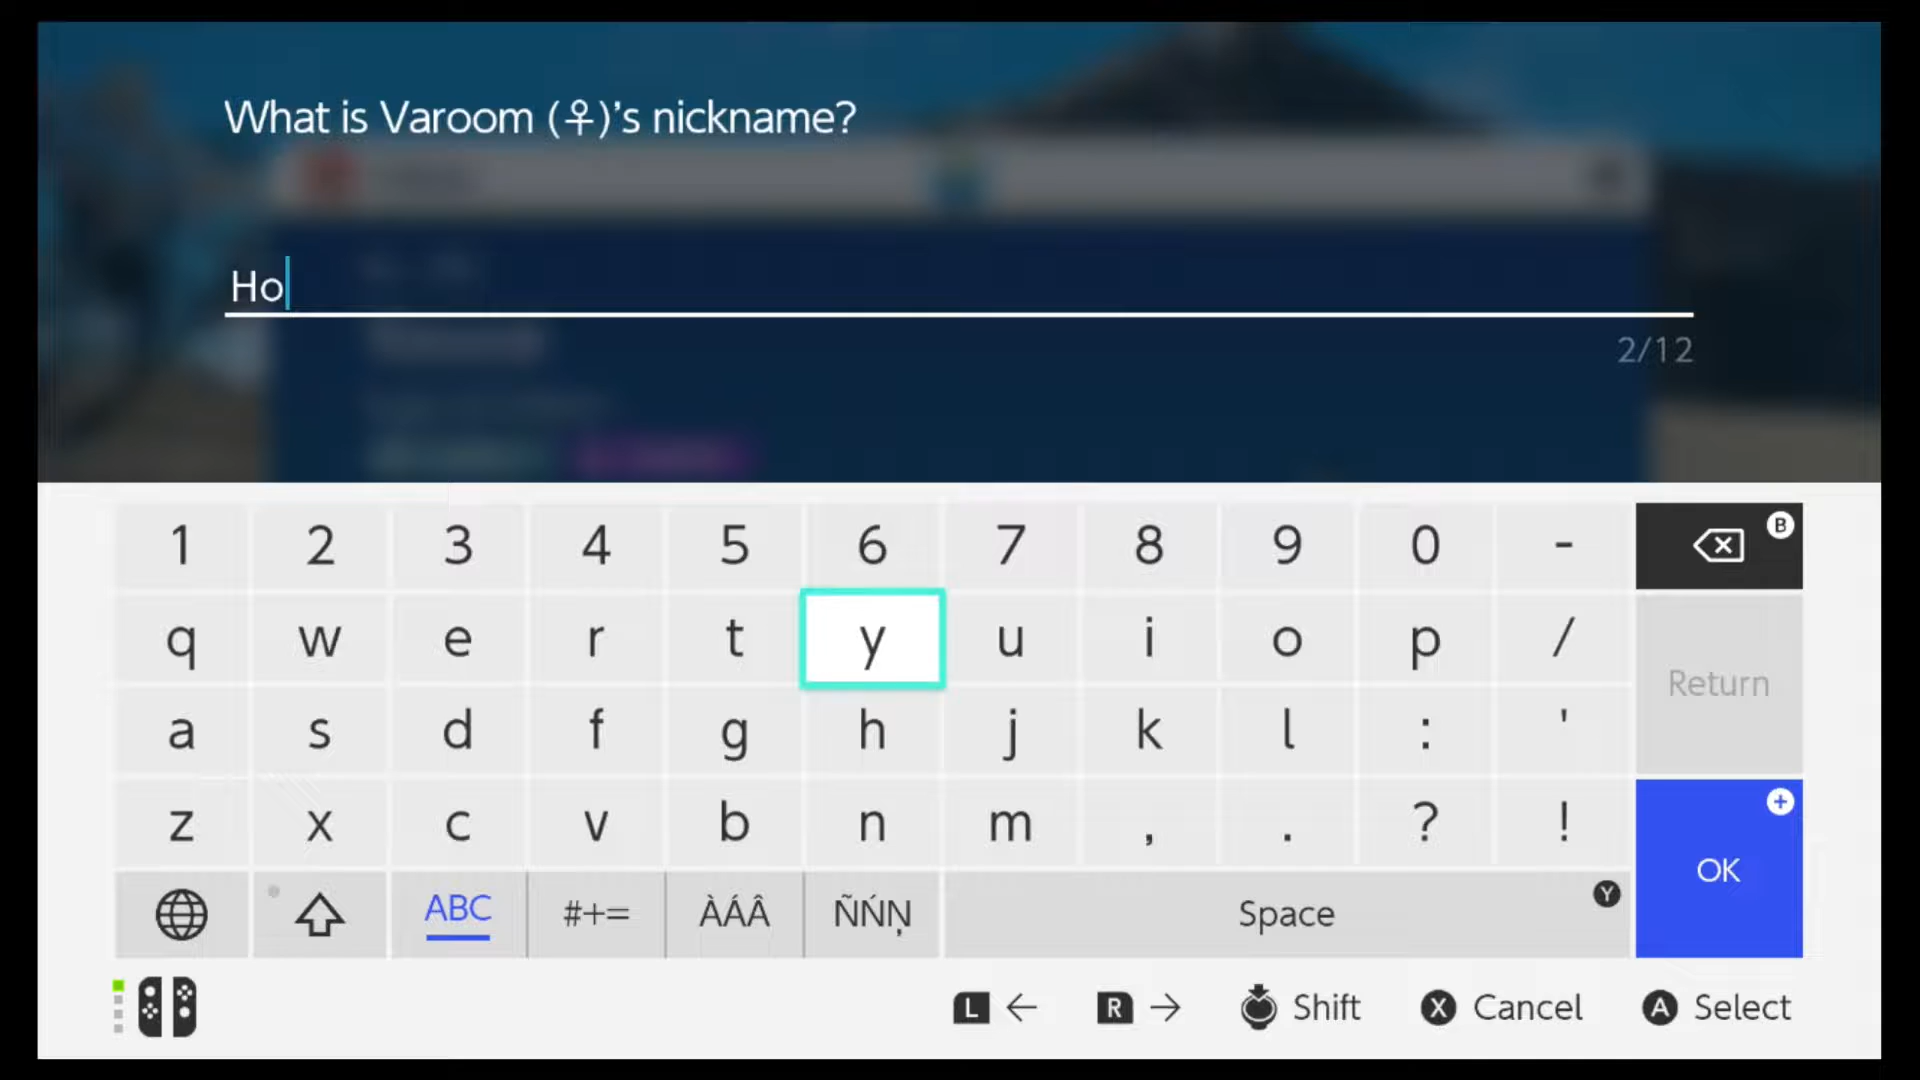 What is Varoom (♀)'s nickname?
Ho
2/12
1 2 3 4 5 6 7 8 9 0 - B
q w e r t y u i o p / Return
a s d f g h j k l : '
z x c v b n m , . ? ! + OK
ABC #+= ÀÁÂ ÑŃŅ Space Y
L ← R → Shift X Cancel A Select